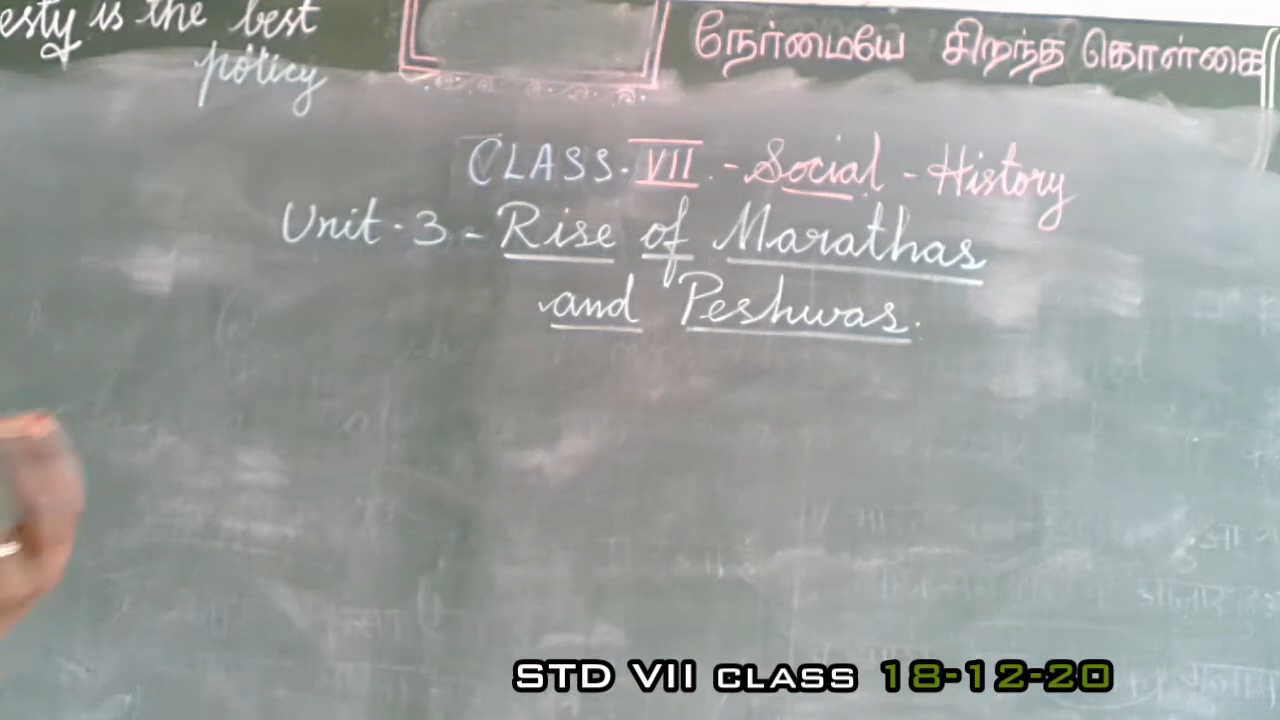 esty is the best
policy
நேர்மையே சிறந்த கொள்கை
CLASS - VII - Social - History
Unit - 3 - Rise of Marathas
and Peshwas.
STD VII CLASS 18-12-20